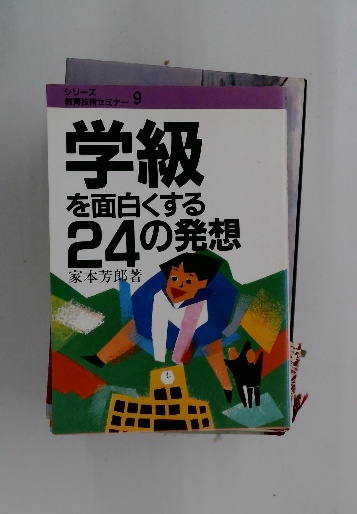 シリーズ
教育技術セミナー 9
学級
を面白くする
24の発想
家本芳郎著